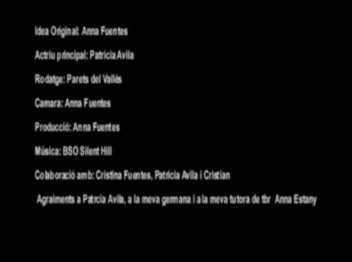 Idea Original: Anna Fuentes
Actriu principal: Patricia Avila
Rodatge: Parets del Vallés
Camara: Anna Fuentes
Producció: Anna Fuentes
Música: BSO Silent Hill
Colaboració amb: Cristina Fuentes, Patrícia Avila i Cristian
Agraiments a Patrcia Avila, a la meva germana i a la meva tutora de tbr Anna Estany